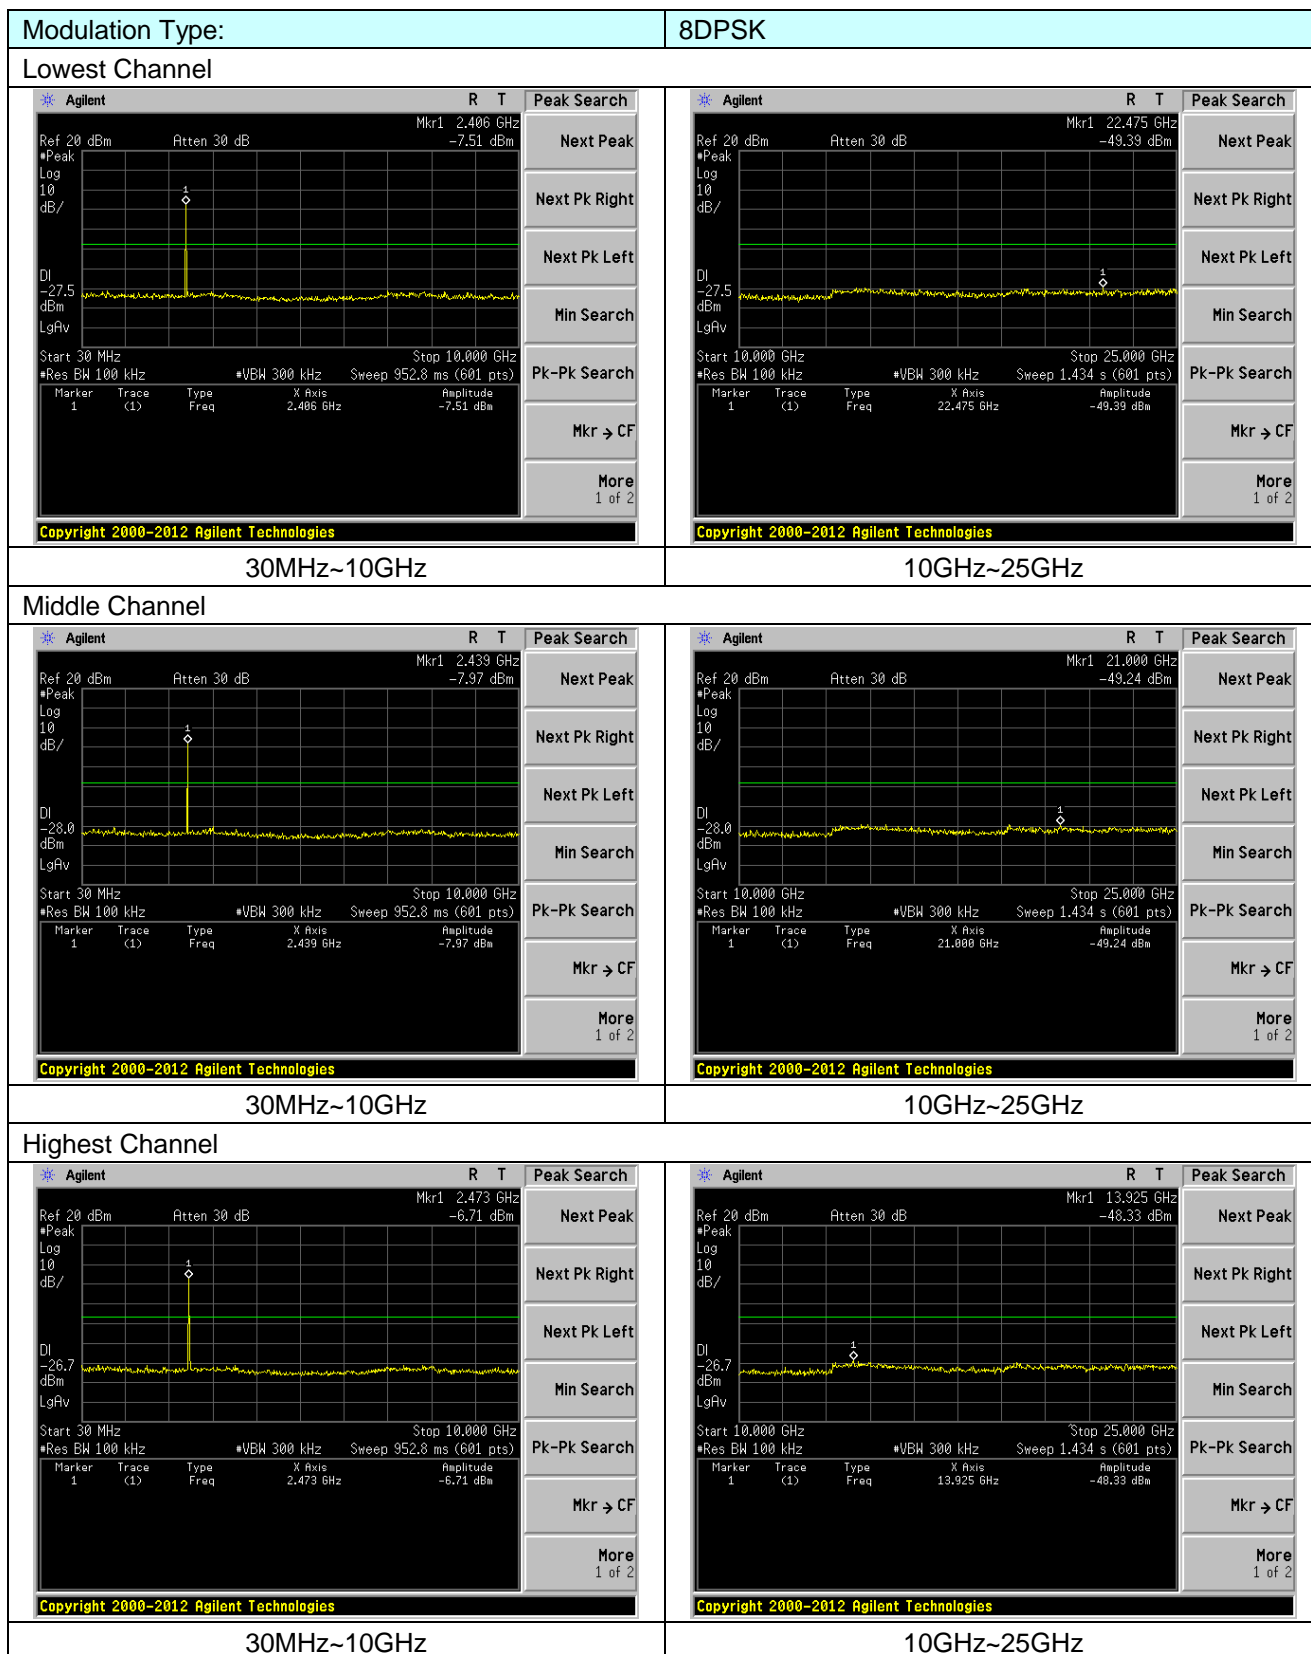 Modulation Type: 8DPSK
Lowest Channel
Agilent R T Peak Search
Mkr1 2.406 GHz
Ref 20 dBm Atten 30 dB -7.51 dBm
#Peak
Log
10
dB/
1
DI
-27.5
dBm
LgAv
Start 30 MHz Stop 10.000 GHz
#Res BW 100 kHz #VBW 300 kHz Sweep 952.8 ms (601 pts)
Marker Trace Type X Axis Amplitude
1 (1) Freq 2.406 GHz -7.51 dBm
Next Peak
Next Pk Right
Next Pk Left
Min Search
Pk-Pk Search
Mkr → CF
More
1 of 2
Copyright 2000-2012 Agilent Technologies
Agilent R T Peak Search
Mkr1 22.475 GHz
Ref 20 dBm Atten 30 dB -49.39 dBm
#Peak
Log
10
dB/
1
DI
-27.5
dBm
LgAv
Start 10.000 GHz Stop 25.000 GHz
#Res BW 100 kHz #VBW 300 kHz Sweep 1.434 s (601 pts)
Marker Trace Type X Axis Amplitude
1 (1) Freq 22.475 GHz -49.39 dBm
Next Peak
Next Pk Right
Next Pk Left
Min Search
Pk-Pk Search
Mkr → CF
More
1 of 2
Copyright 2000-2012 Agilent Technologies
30MHz~10GHz 10GHz~25GHz
Middle Channel
Agilent R T Peak Search
Mkr1 2.439 GHz
Ref 20 dBm Atten 30 dB -7.97 dBm
#Peak
Log
10
dB/
1
DI
-28.0
dBm
LgAv
Start 30 MHz Stop 10.000 GHz
#Res BW 100 kHz #VBW 300 kHz Sweep 952.8 ms (601 pts)
Marker Trace Type X Axis Amplitude
1 (1) Freq 2.439 GHz -7.97 dBm
Next Peak
Next Pk Right
Next Pk Left
Min Search
Pk-Pk Search
Mkr → CF
More
1 of 2
Copyright 2000-2012 Agilent Technologies
Agilent R T Peak Search
Mkr1 21.000 GHz
Ref 20 dBm Atten 30 dB -49.24 dBm
#Peak
Log
10
dB/
1
DI
-28.0
dBm
LgAv
Start 10.000 GHz Stop 25.000 GHz
#Res BW 100 kHz #VBW 300 kHz Sweep 1.434 s (601 pts)
Marker Trace Type X Axis Amplitude
1 (1) Freq 21.000 GHz -49.24 dBm
Next Peak
Next Pk Right
Next Pk Left
Min Search
Pk-Pk Search
Mkr → CF
More
1 of 2
Copyright 2000-2012 Agilent Technologies
30MHz~10GHz 10GHz~25GHz
Highest Channel
Agilent R T Peak Search
Mkr1 2.473 GHz
Ref 20 dBm Atten 30 dB -6.71 dBm
#Peak
Log
10
dB/
1
DI
-26.7
dBm
LgAv
Start 30 MHz Stop 10.000 GHz
#Res BW 100 kHz #VBW 300 kHz Sweep 952.8 ms (601 pts)
Marker Trace Type X Axis Amplitude
1 (1) Freq 2.473 GHz -6.71 dBm
Next Peak
Next Pk Right
Next Pk Left
Min Search
Pk-Pk Search
Mkr → CF
More
1 of 2
Copyright 2000-2012 Agilent Technologies
Agilent R T Peak Search
Mkr1 13.925 GHz
Ref 20 dBm Atten 30 dB -48.33 dBm
#Peak
Log
10
dB/
1
DI
-26.7
dBm
LgAv
Start 10.000 GHz Stop 25.000 GHz
#Res BW 100 kHz #VBW 300 kHz Sweep 1.434 s (601 pts)
Marker Trace Type X Axis Amplitude
1 (1) Freq 13.925 GHz -48.33 dBm
Next Peak
Next Pk Right
Next Pk Left
Min Search
Pk-Pk Search
Mkr → CF
More
1 of 2
Copyright 2000-2012 Agilent Technologies
30MHz~10GHz 10GHz~25GHz